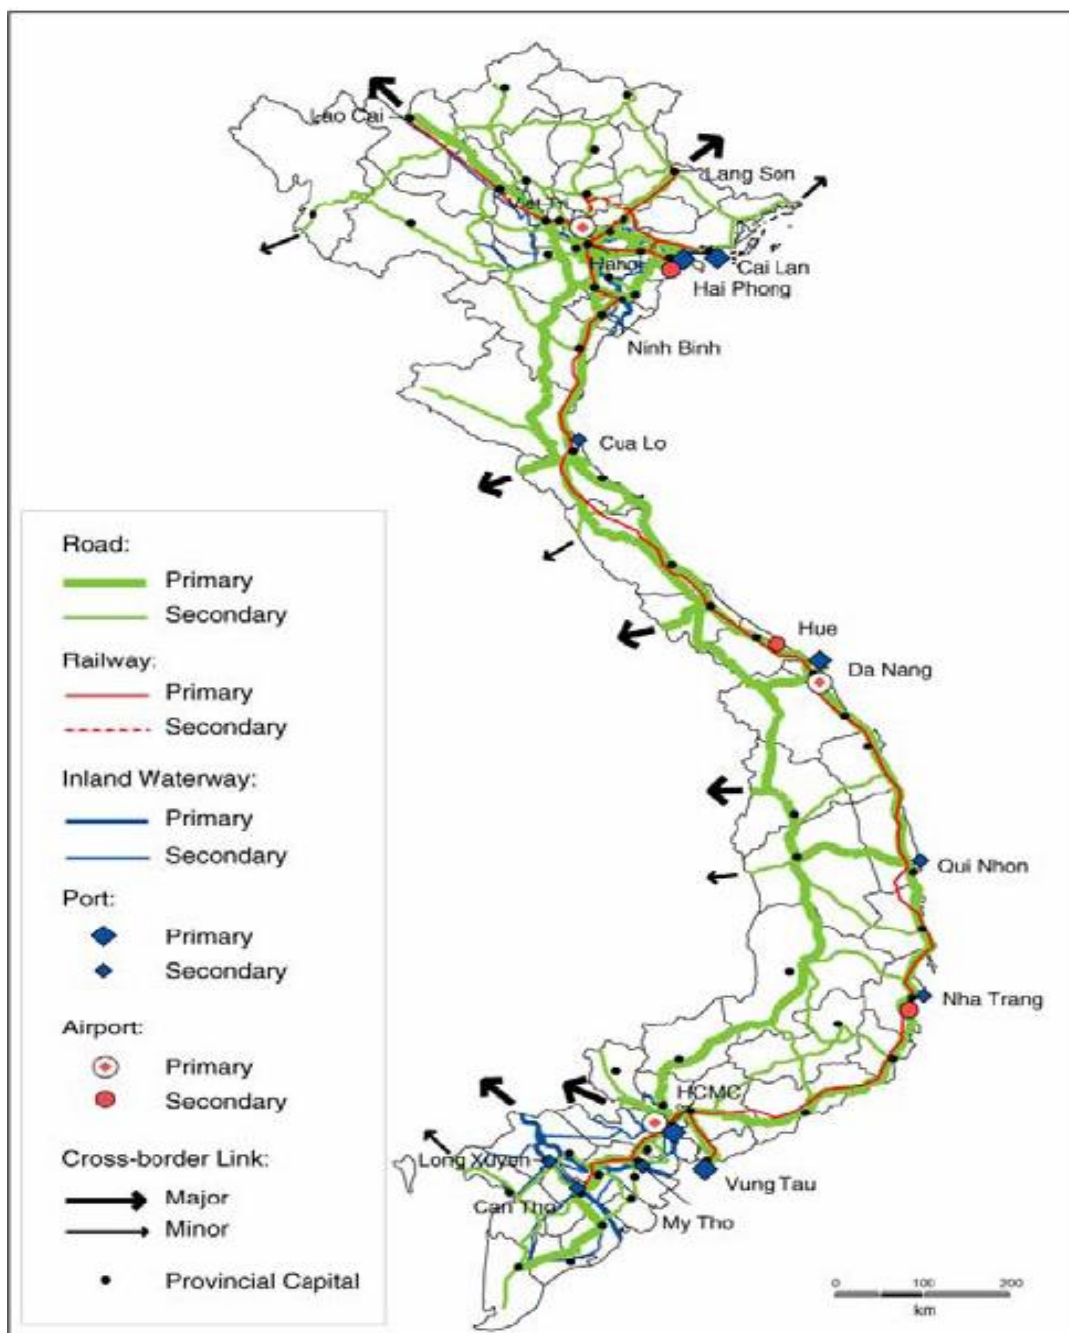 Lao Cai
Lang Son
Viet Tri
Hanoi
Cai Lan
Hai Phong
Ninh Binh
Cua Lo
Road:
Primary
Secondary
Railway:
Primary
Secondary
Inland Waterway:
Primary
Secondary
Port:
Primary
Secondary
Airport:
Primary
Secondary
Cross-border Link:
Major
Minor
Provincial Capital
Hue
Da Nang
Qui Nhon
Nha Trang
HCMC
Long Xuyen
Can Tho
Vung Tau
My Tho
0 100 200
km